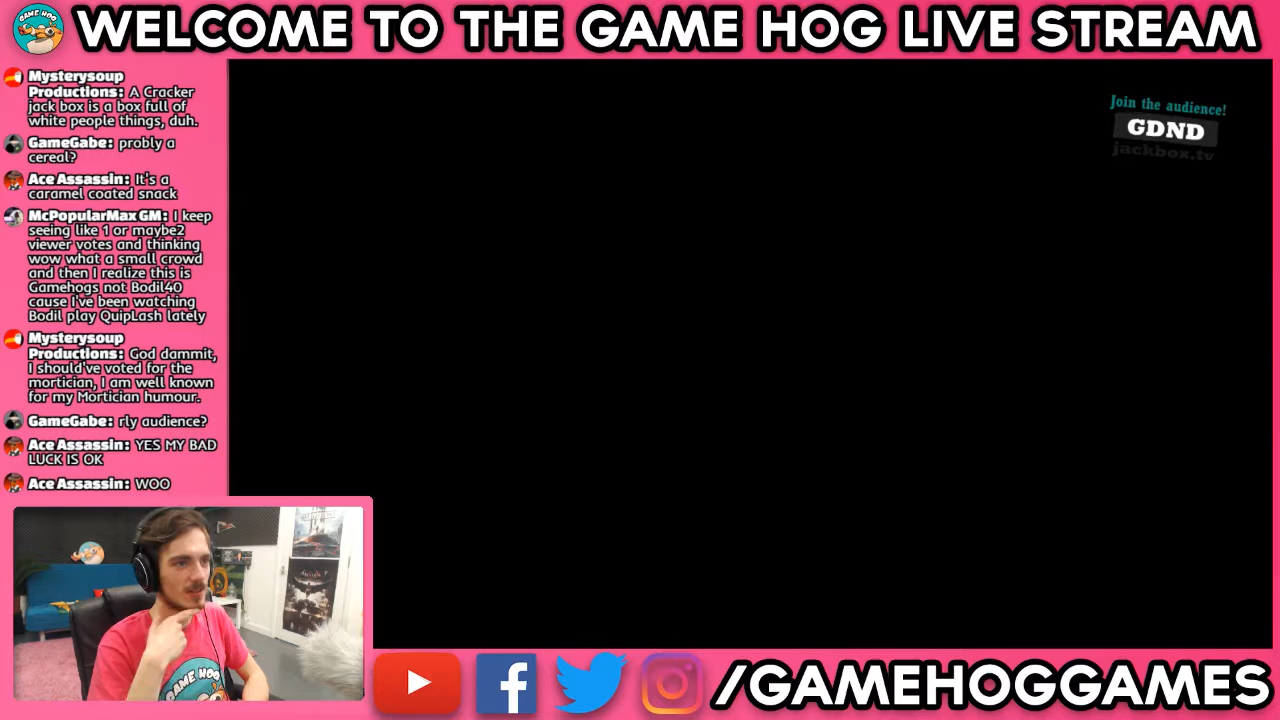 GAME HOG
WELCOME TO THE GAME HOG LIVE STREAM
Mysterysoup
Productions: A Cracker
jack box is a box full of
white people things, duh.
GameGabe: probly a
cereal?
Ace Assassin: It's a
caramel coated snack
McPopularMax GM: I keep
seeing like 1 or maybe2
viewer votes and thinking
wow what a small crowd
and then I realize this is
Gamehogs not Bodil40
cause I've been watching
Bodil play QuipLash lately
Mysterysoup
Productions: God dammit,
I should've voted for the
mortician, I am well known
for my Mortician humour.
GameGabe: rly audience?
Ace Assassin: YES MY BAD
LUCK IS OK
Ace Assassin: WOO
Join the audience!
GDND
jackbox.tv
GAME HOG
/GAMEHOGGAMES